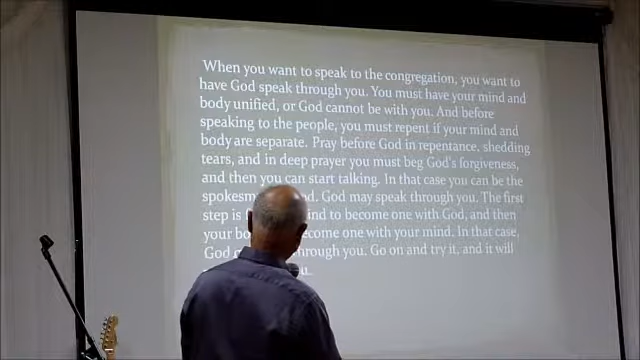 When you want to speak to the congregation, you want to
have God speak through you. You must have your mind and
body unified, or God cannot be with you. And before
speaking to the people, you must repent if your mind and
body are separate. Pray before God in repentance, shedding
tears, and in deep prayer you must beg God's forgiveness,
and then you can start talking. In that case you can be the
God may speak through you. The first
step is to become one with God, and then
your become one with your mind. In that case,
God through you. Go on and try it, and it will